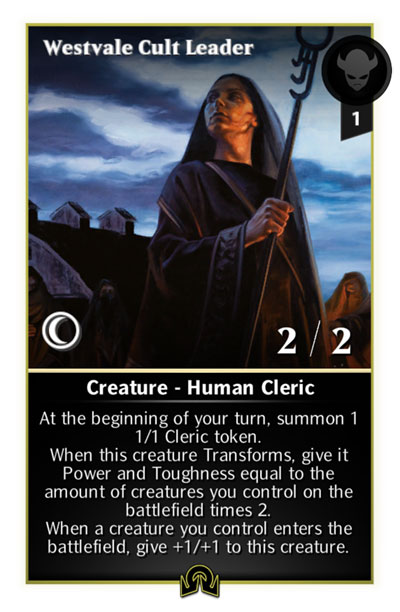 Westvale Cult Leader
1
2/2
Creature - Human Cleric
At the beginning of your turn, summon 1
1/1 Cleric token.
When this creature Transforms, give it
Power and Toughness equal to the
amount of creatures you control on the
battlefield times 2.
When a creature you control enters the
battlefield, give +1/+1 to this creature.